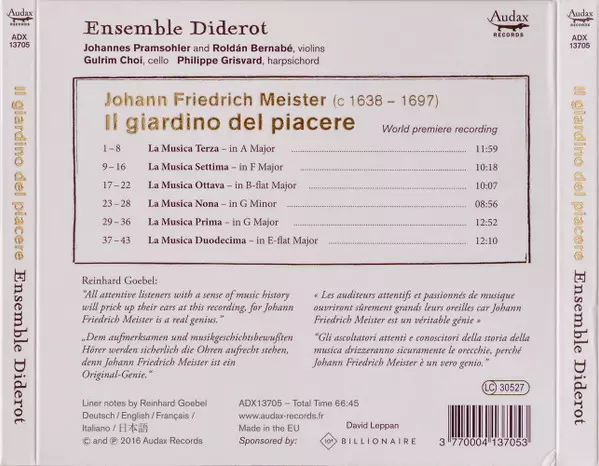 ADX
13705
Il giardino del piacere Ensemble Diderot
Ensemble Diderot
Johannes Pramsohler and Roldán Bernabé, violins
Gulrim Choi, cello Philippe Grisvard, harpsichord
Audax
RECORDS
Johann Friedrich Meister (c 1638 – 1697)
Il giardino del piacere World premiere recording
1–8 La Musica Terza – in A Major 11:59
9–16 La Musica Settima – in F Major 10:18
17–22 La Musica Ottava – in B-flat Major 10:07
23–28 La Musica Nona – in G Minor 08:56
29–36 La Musica Prima – in G Major 12:52
37–43 La Musica Duodecima – in E-flat Major 12:10
Reinhard Goebel:
"All attentive listeners with a sense of music history
will prick up their ears at this recording, for Johann
Friedrich Meister is a real genius."
„Dem aufmerkamen und musikgeschichtsbewußten
Hörer werden sicherlich die Ohren aufrecht stehen,
denn Johann Friedrich Meister ist ein
Original-Genie."
« Les auditeurs attentifs et passionnés de musique
ouvriront sûrement grands leurs oreilles car Johann
Friedrich Meister est un véritable génie »
"Gli ascoltatori attenti e conoscitori della storia della
musica drizzeranno sicuramente le orecchie, perché
Johann Friedrich Meister è un vero genio."
LC 30527
Liner notes by Reinhard Goebel
Deutsch / English / Français /
Italiano / 日本語
© and ℗ 2016 Audax Records
ADX13705 – Total Time 66:45
www.audax-records.fr
Made in the EU
Sponsored by:
David Leppan
10⁹ BILLIONAIRE
3 770004 137053
Audax
RECORDS
ADX
13705
Il giardino del piacere Ensemble Diderot